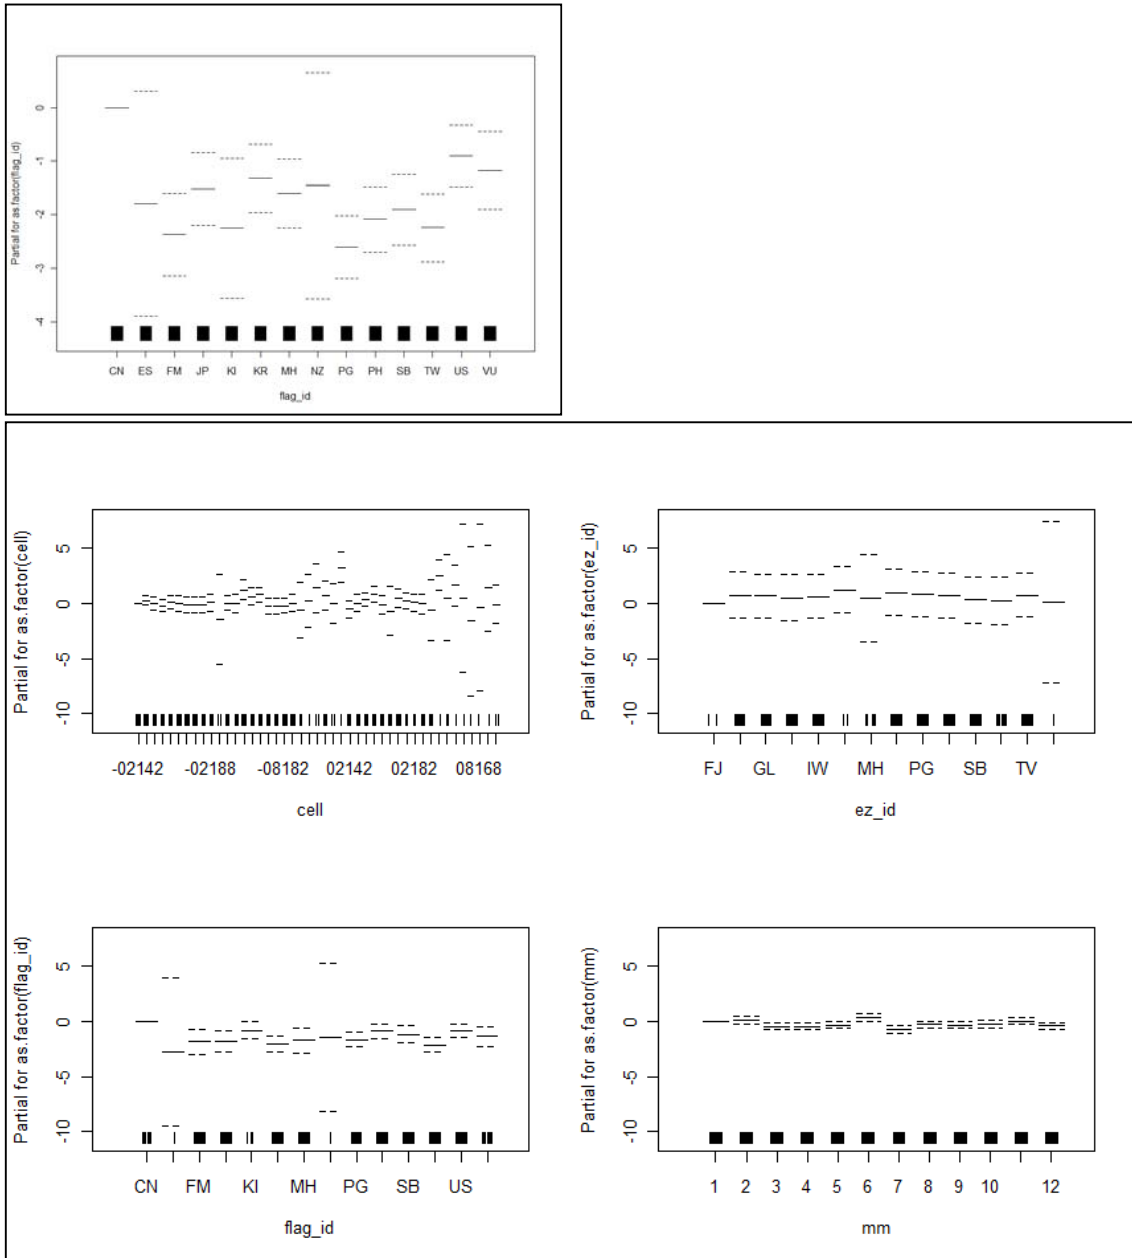 Partial for as.factor(flag_id)
0
-1
-2
-3
-4
CN ES FM JP KI KR MH NZ PG PH SB TW US VU
flag_id
Partial for as.factor(cell)
5
0
-5
-10
-02142 -02188 -08182 02142 02182 08168
cell
Partial for as.factor(ez_id)
5
0
-5
-10
FJ GL IW MH PG SB TV
ez_id
Partial for as.factor(flag_id)
5
0
-5
-10
CN FM KI MH PG SB US
flag_id
Partial for as.factor(mm)
5
0
-5
-10
1 2 3 4 5 6 7 8 9 10 12
mm